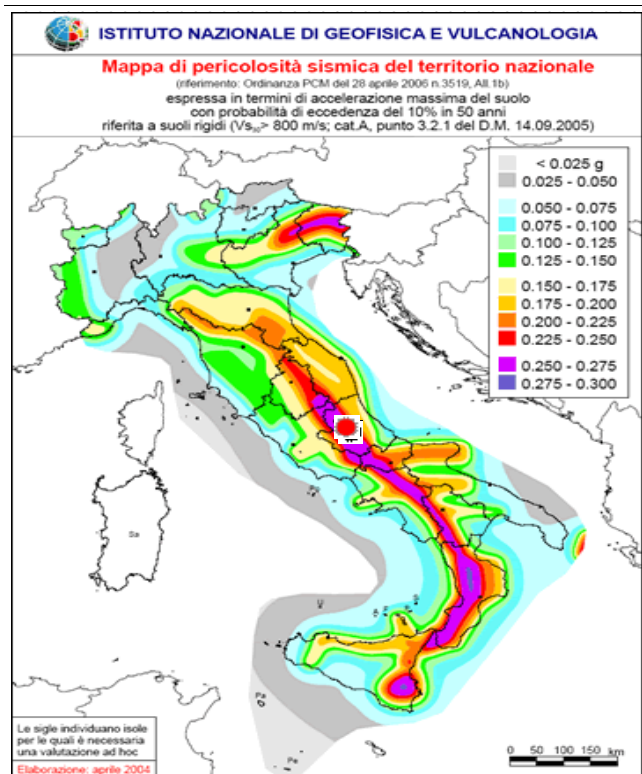 ISTITUTO NAZIONALE DI GEOFISICA E VULCANOLOGIA
Mappa di pericolosità sismica del territorio nazionale
(riferimento: Ordinanza PCM del 28 aprile 2006 n.3519, All.1b)
espressa in termini di accelerazione massima del suolo
con probabilità di eccedenza del 10% in 50 anni
riferita a suoli rigidi (Vs₃₀> 800 m/s; cat.A, punto 3.2.1 del D.M. 14.09.2005)
< 0.025 g
0.025 - 0.050
0.050 - 0.075
0.075 - 0.100
0.100 - 0.125
0.125 - 0.150
0.150 - 0.175
0.175 - 0.200
0.200 - 0.225
0.225 - 0.250
0.250 - 0.275
0.275 - 0.300
Sa
U
Pa
Pe
Le sigle individuano isole
per le quali è necessaria
una valutazione ad hoc
Elaborazione: aprile 2004
0 50 100 150 km